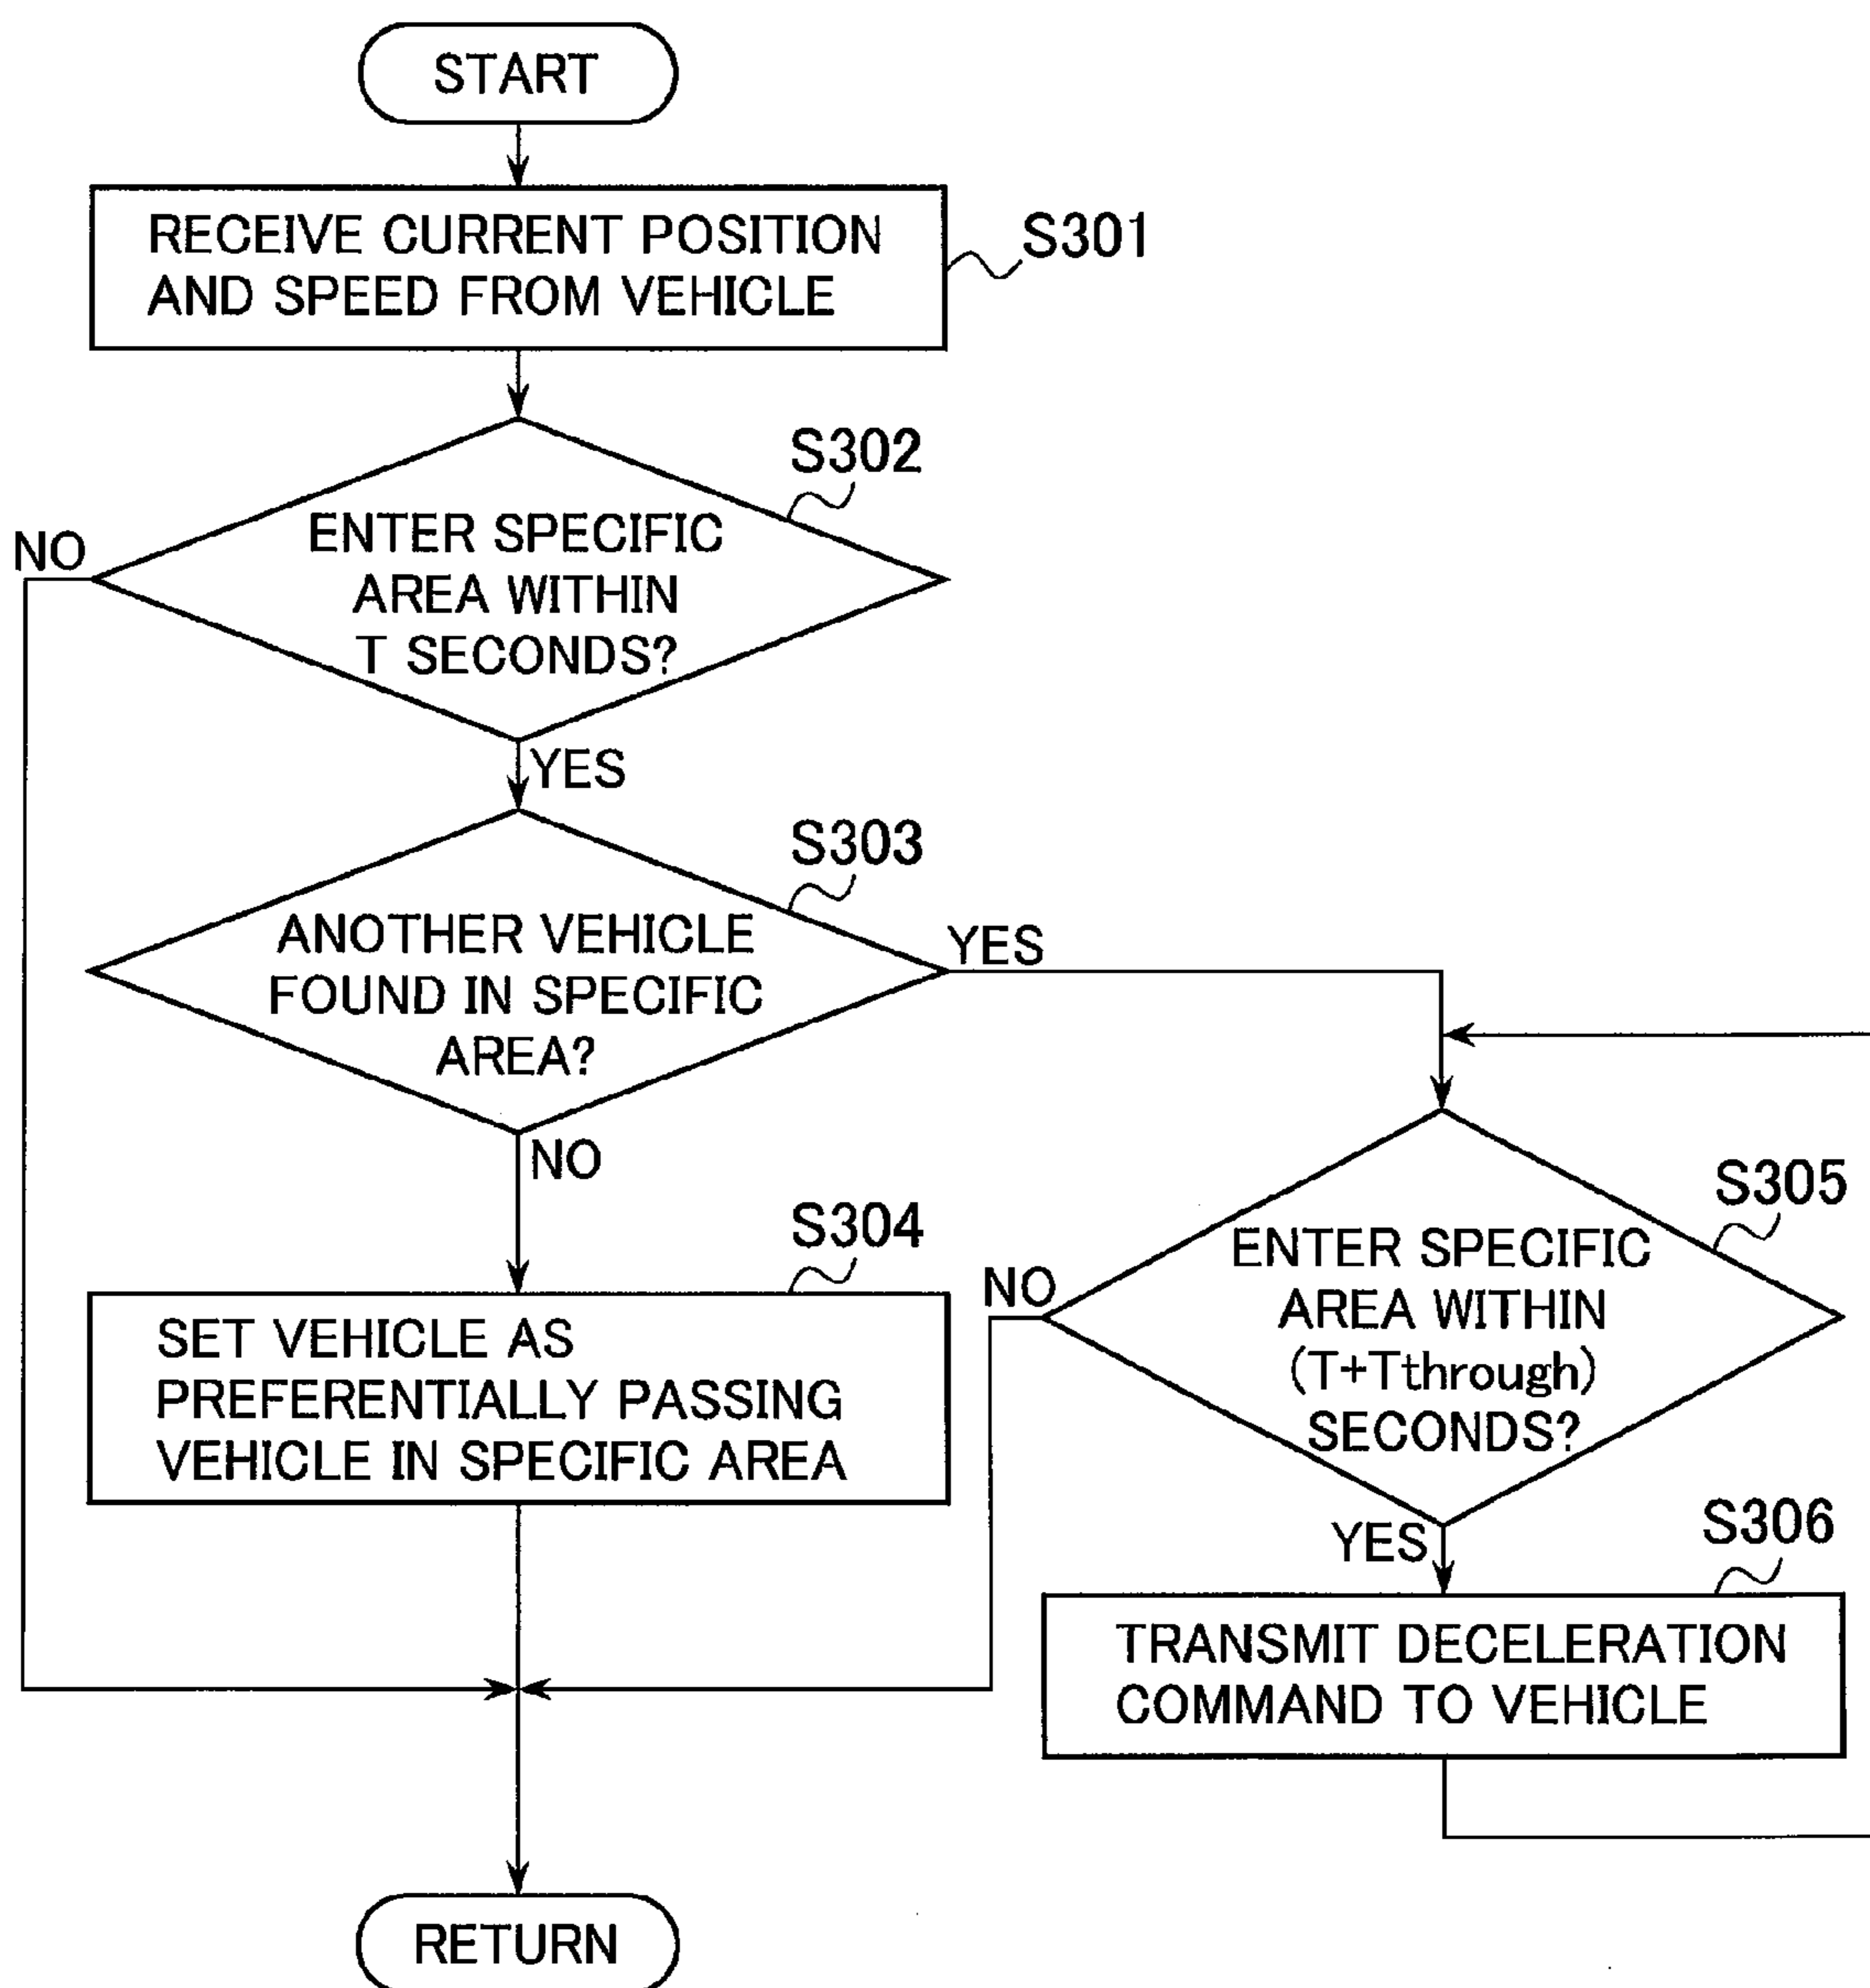 START
RECEIVE CURRENT POSITION
AND SPEED FROM VEHICLE
S301
S302
ENTER SPECIFIC
AREA WITHIN
T SECONDS?
NO
YES
S303
ANOTHER VEHICLE
FOUND IN SPECIFIC
AREA?
YES
NO
S304
SET VEHICLE AS
PREFERENTIALLY PASSING
VEHICLE IN SPECIFIC AREA
S305
ENTER SPECIFIC
AREA WITHIN
(T+Tthrough)
SECONDS?
NO
YES
S306
TRANSMIT DECELERATION
COMMAND TO VEHICLE
RETURN